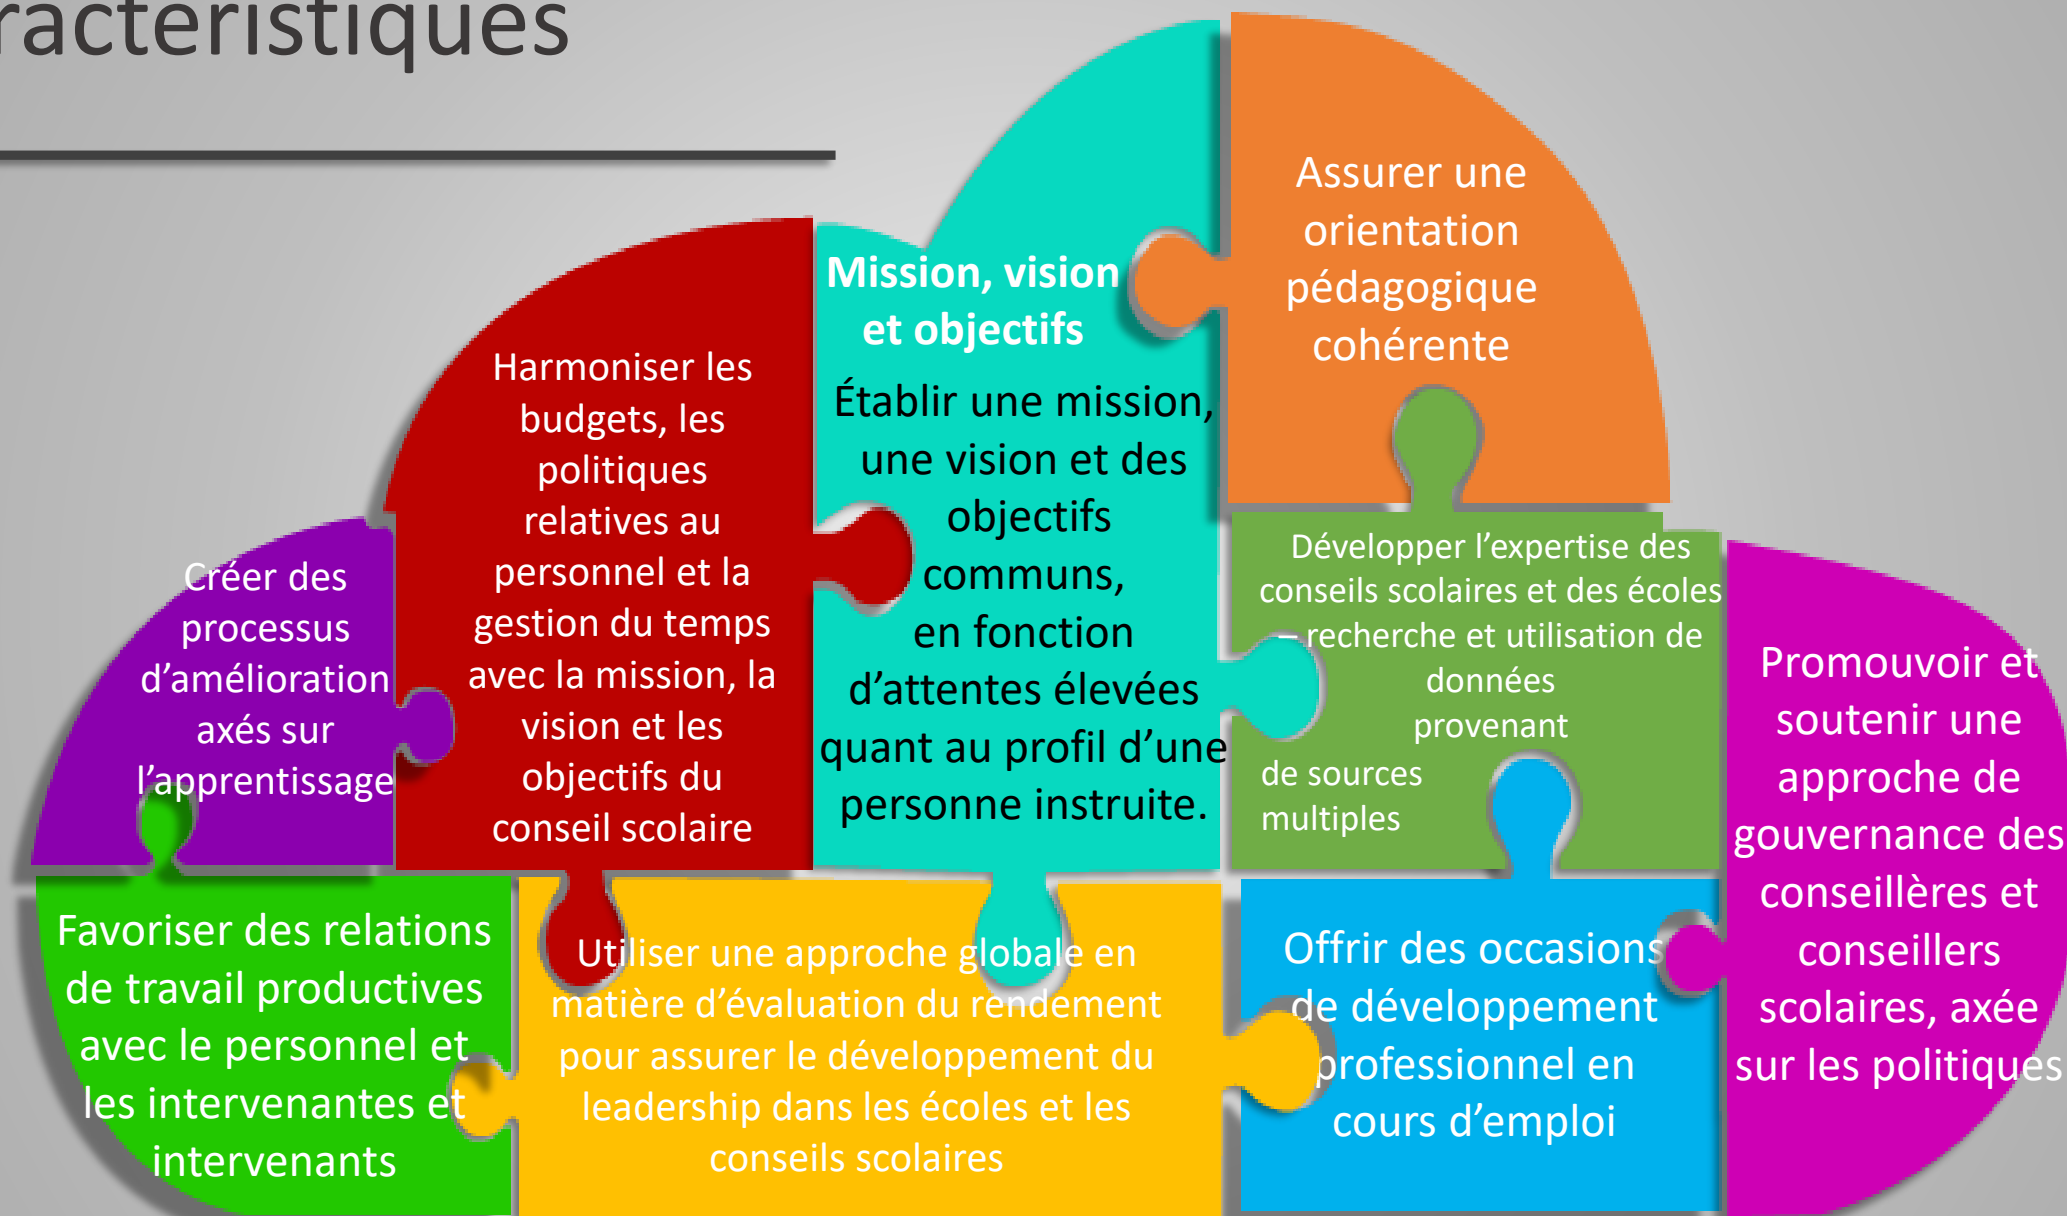 ractéristiques
Assurer une
orientation
pédagogique
cohérente
Mission, vision
et objectifs
Établir une mission,
une vision et des
objectifs
communs,
en fonction
d’attentes élevées
quant au profil d’une
personne instruite.
Harmoniser les
budgets, les
politiques
relatives au
personnel et la
gestion du temps
avec la mission, la
vision et les
objectifs du
conseil scolaire
Créer des
processus
d’amélioration
axés sur
l’apprentissage
Développer l’expertise des
conseils scolaires et des écoles
– recherche et utilisation de
données
provenant
de sources
multiples
Promouvoir et
soutenir une
approche de
gouvernance des
conseillères et
conseillers
scolaires, axée
sur les politiques
Favoriser des relations
de travail productives
avec le personnel et
les intervenantes et
intervenants
Utiliser une approche globale en
matière d’évaluation du rendement
pour assurer le développement du
leadership dans les écoles et les
conseils scolaires
Offrir des occasions
de développement
professionnel en
cours d’emploi